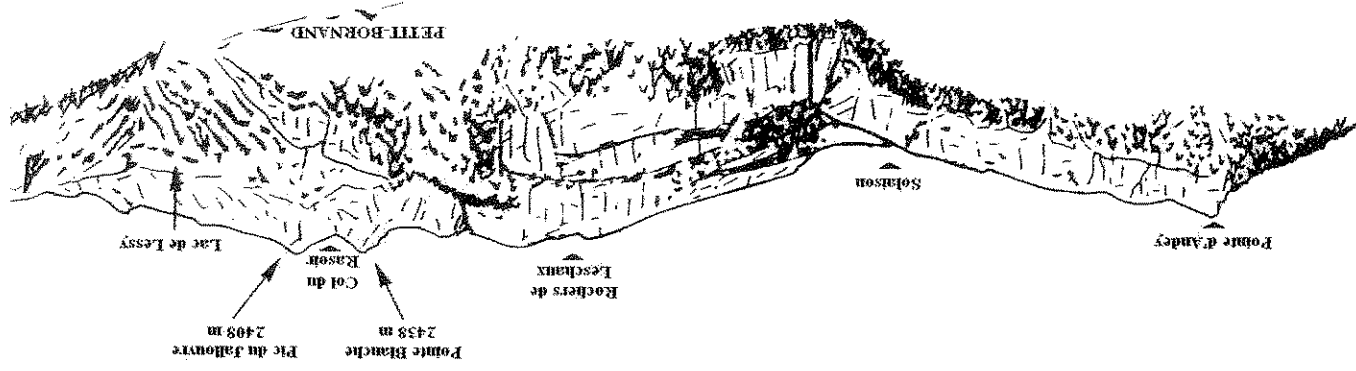 Pointe Blanche
2438 m
Pic du Jallouvre
2408 m
Rochers de
Leschaux
Col du
Rasoir
Pointe d'Andey
Lac de Lessy
Solaison
PETIT-BORNAND